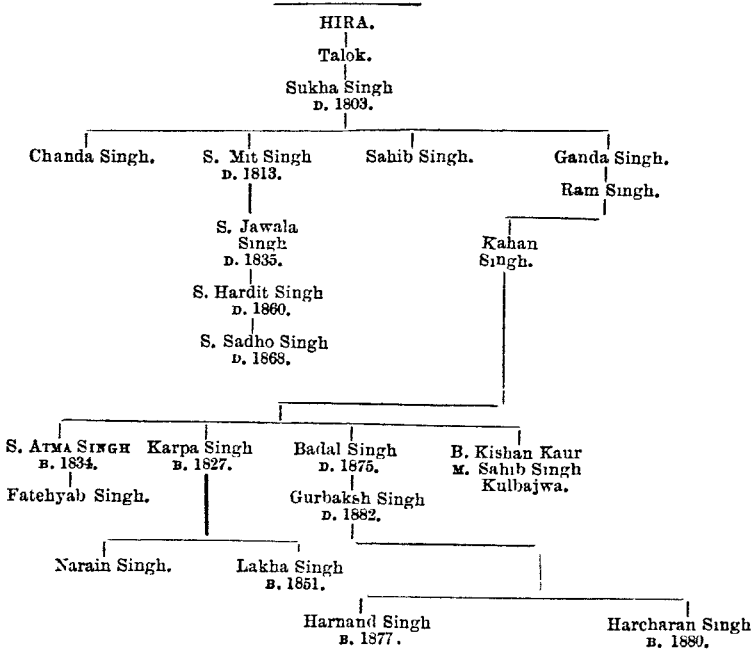 HIRA.
Talok.
Sukha Singh
D. 1803.
Chanda Singh. S. Mit Singh Sahib Singh. Ganda Singh.
D. 1813.
Ram Singh.
S. Jawala
Singh
D. 1835.
Kahan
Singh.
S. Hardit Singh
D. 1860.
S. Sadho Singh
D. 1868.
S. ATMA SINGH Karpa Singh Badal Singh B. Kishan Kaur
B. 1834. B. 1827. D. 1875. M. Sahib Singh
Kulbajwa.
Fatehyab Singh. Gurbaksh Singh
D. 1882.
Narain Singh. Lakha Singh
B. 1851.
Harnand Singh Harcharan Singh
B. 1877. B. 1880.